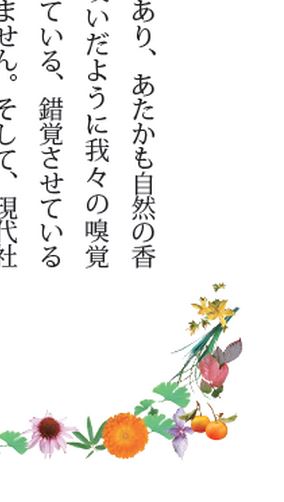 あり、あたかも自然の香
いだように我々の嗅覚
ている、錯覚させている
ません。そして、現代社